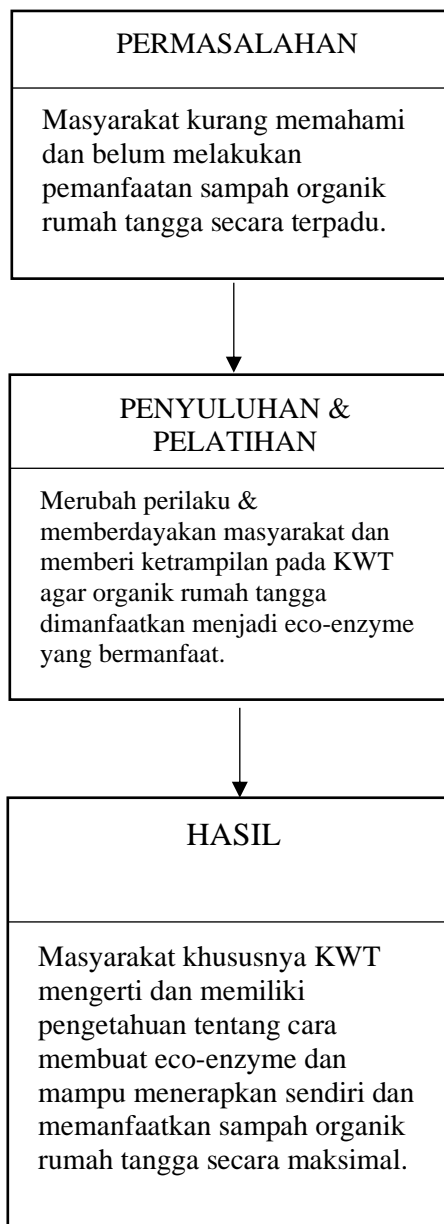 PERMASALAHAN
Masyarakat kurang memahami
dan belum melakukan
pemanfaatan sampah organik
rumah tangga secara terpadu.
PENYULUHAN &
PELATIHAN
Merubah perilaku &
memberdayakan masyarakat dan
memberi ketrampilan pada KWT
agar organik rumah tangga
dimanfaatkan menjadi eco-enzyme
yang bermanfaat.
HASIL
Masyarakat khususnya KWT
mengerti dan memiliki
pengetahuan tentang cara
membuat eco-enzyme dan
mampu menerapkan sendiri dan
memanfaatkan sampah organik
rumah tangga secara maksimal.